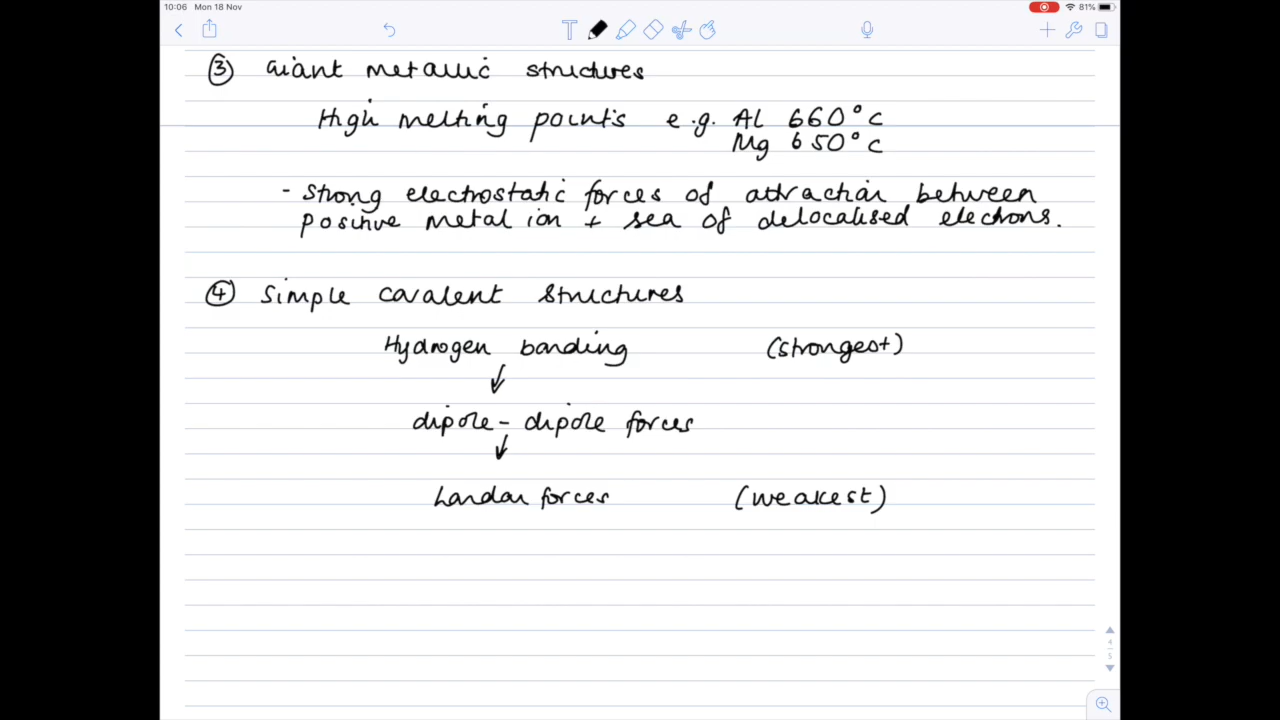 10:06 Mon 18 Nov 81%
③ Giant metallic structures
High melting points e.g. Al 660°C
Mg 650°C
- Strong electrostatic forces of attraction between
positive metal ion + sea of delocalised electrons.
④ Simple covalent structures
Hydrogen bonding (strongest)
dipole - dipole forces
London forces (weakest)
4
5